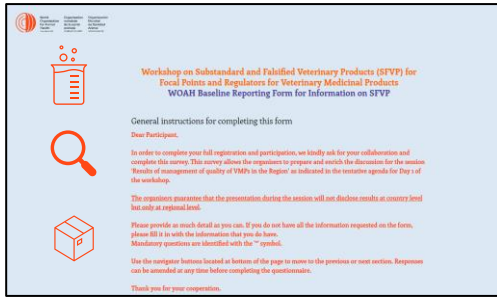 Workshop on Substandard and Falsified Veterinary Products (SFVP) for
Focal Points and Regulators for Veterinary Medicinal Products
WOAH Baseline Reporting Form for Information on SFVP
General instructions for completing this form
Dear Participant,
In order to complete your full registration and participation, we kindly ask for your collaboration and
complete this survey. This survey allows the organisers to prepare and enrich the discussion for the session
'Results of management of quality of VMPs in the Region' as indicated in the tentative agenda for Day 1 of
the workshop.
The organisers guarantee that the presentation during the session will not disclose results at country level
but only at regional level.
Please provide as much detail as you can. If you do not have all the information requested on the form,
please fill it in with the information that you do have.
Mandatory questions are identified with the "*" symbol.
Use the navigator buttons located at bottom of the page to move to the previous or next section. Responses
can be amended at any time before completing the questionnaire.
Thank you for your cooperation.